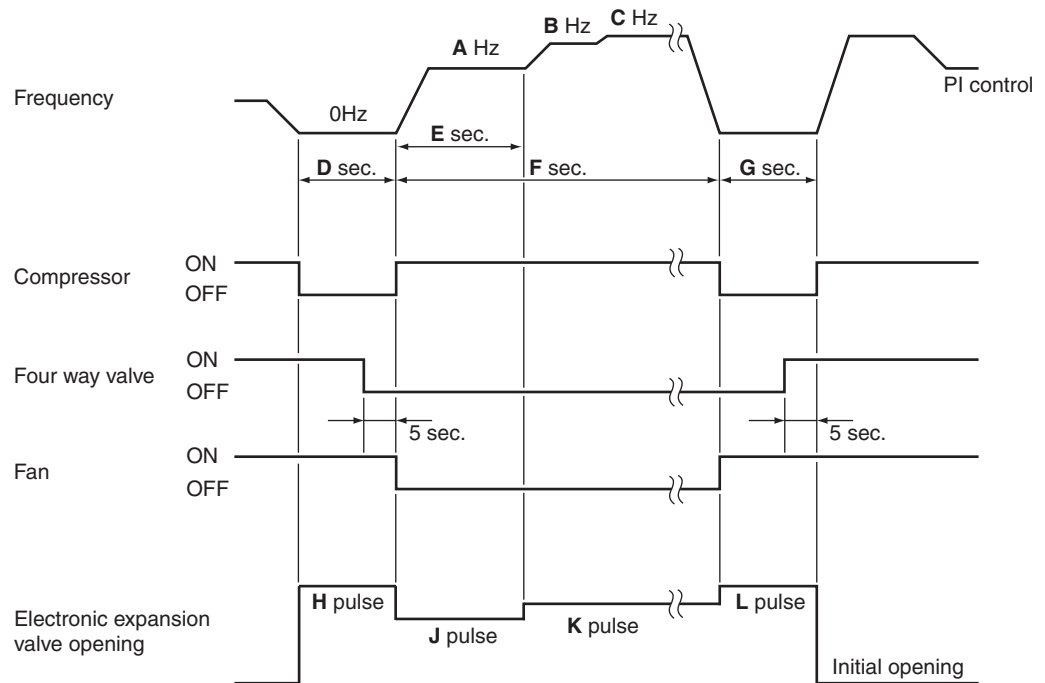 C Hz
B Hz
A Hz
Frequency
PI control
0Hz
E sec.
D sec.
F sec.
G sec.
Compressor
ON
OFF
Four way valve
ON
OFF
5 sec.
5 sec.
Fan
ON
OFF
H pulse
L pulse
Electronic expansion
valve opening
J pulse
K pulse
Initial opening